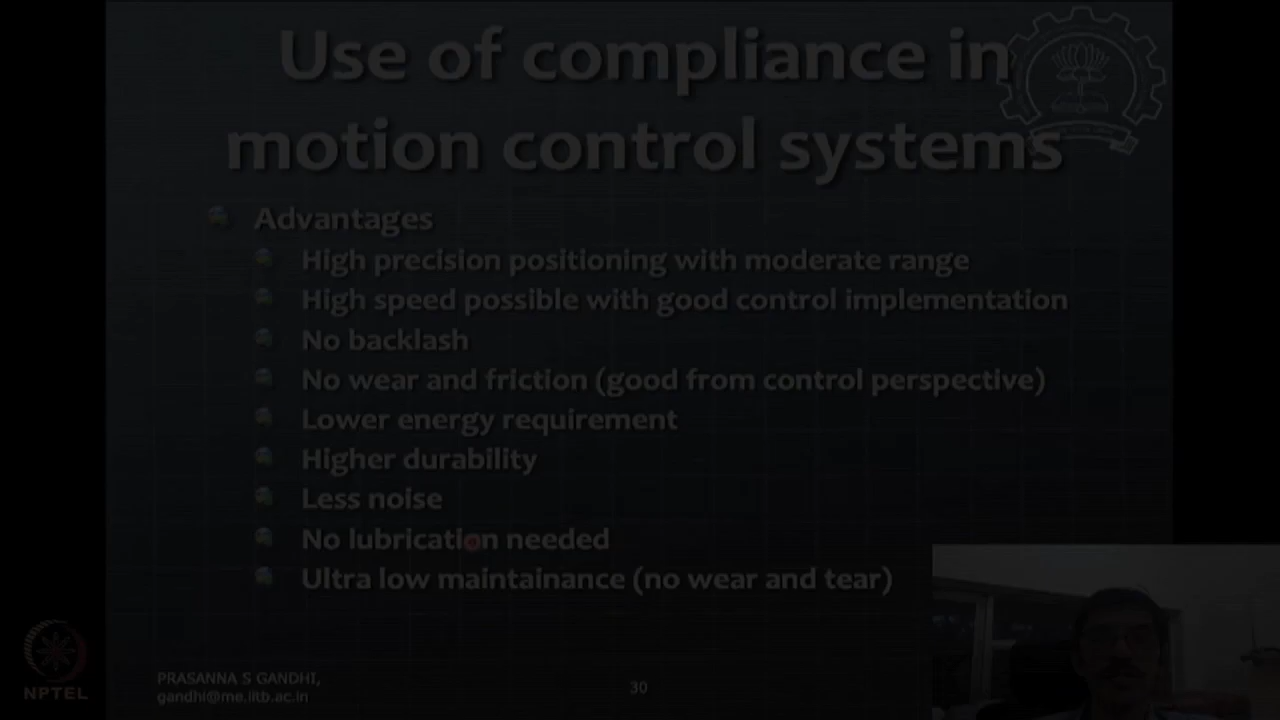 Use of compliance in
motion control systems
Advantages
High precision positioning with moderate range
High speed possible with good control implementation
No backlash
No wear and friction (good from control perspective)
Lower energy requirement
Higher durability
Less noise
No lubrication needed
Ultra low maintainance (no wear and tear)
PRASANNA S GANDHI,
gandhi@me.iitb.ac.in
30
NPTEL